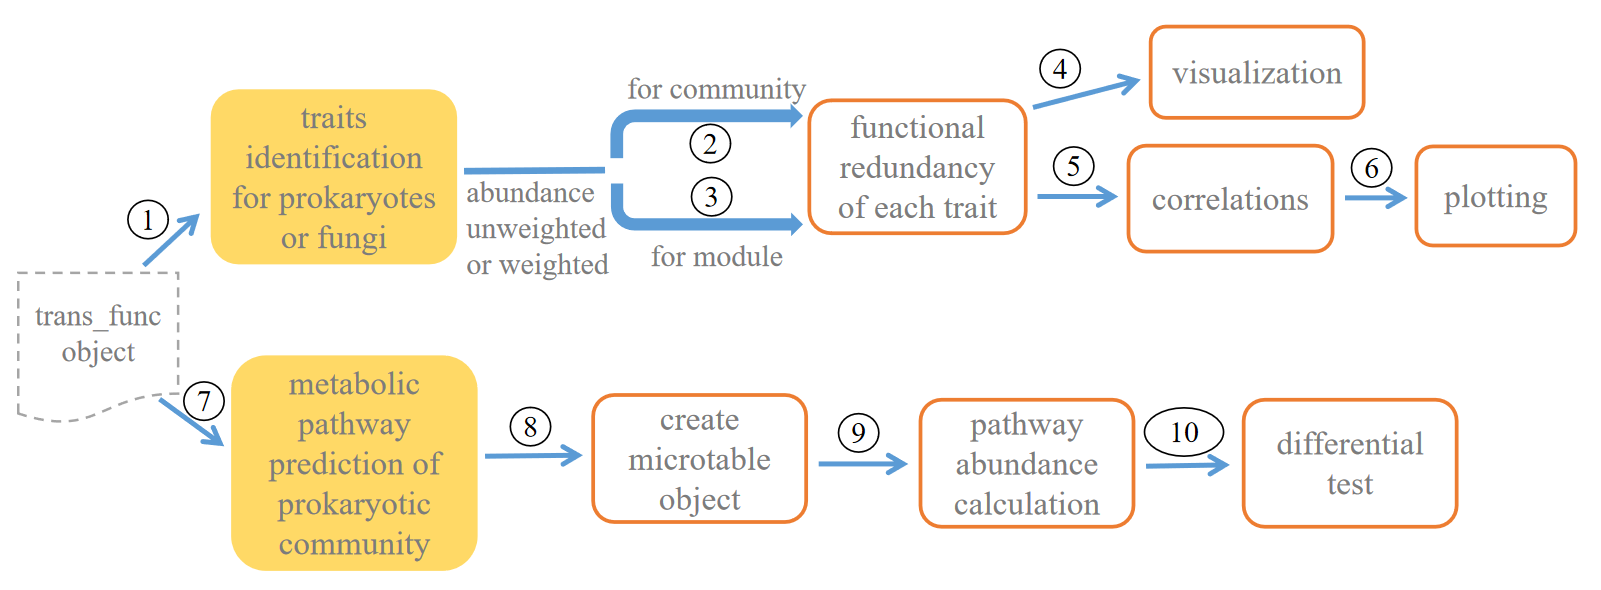 trans_func
object
1
traits
identification
for prokaryotes
or fungi
abundance
unweighted
or weighted
for community
2
3
for module
functional
redundancy
of each trait
4
visualization
5
correlations
6
plotting
7
metabolic
pathway
prediction of
prokaryotic
community
8
create
microtable
object
9
pathway
abundance
calculation
10
differential
test